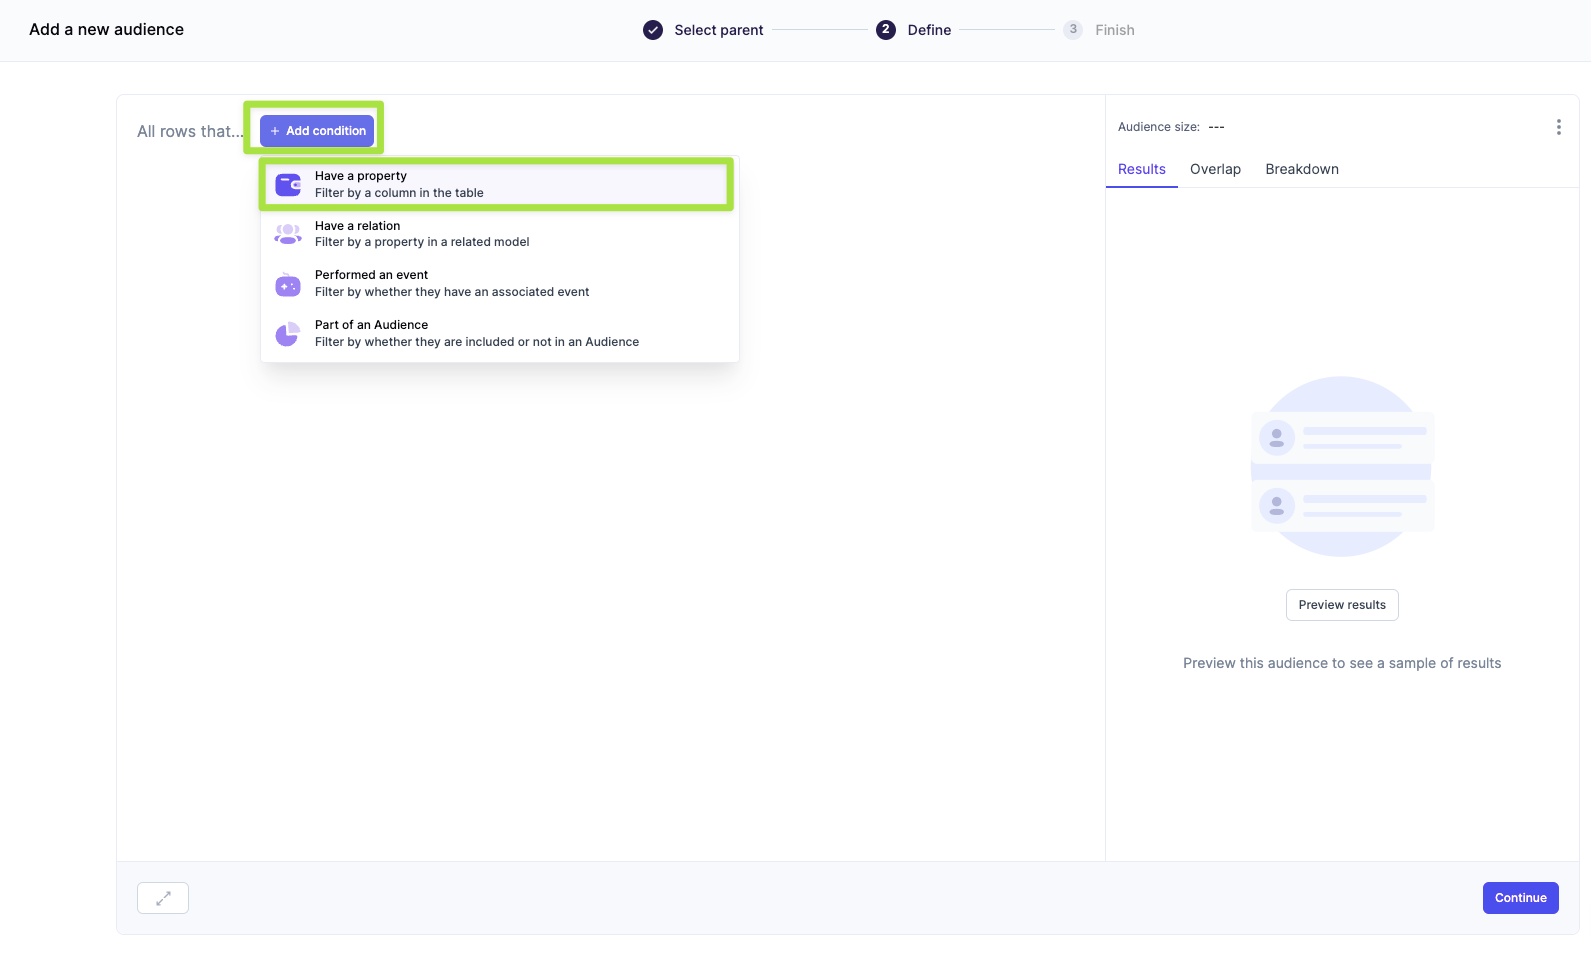 Add a new audience
Select parent
2 Define
3 Finish
All rows that...
+ Add condition
Have a property
Filter by a column in the table
Have a relation
Filter by a property in a related model
Performed an event
Filter by whether they have an associated event
Part of an Audience
Filter by whether they are included or not in an Audience
Audience size: ---
Results Overlap Breakdown
Preview results
Preview this audience to see a sample of results
Continue